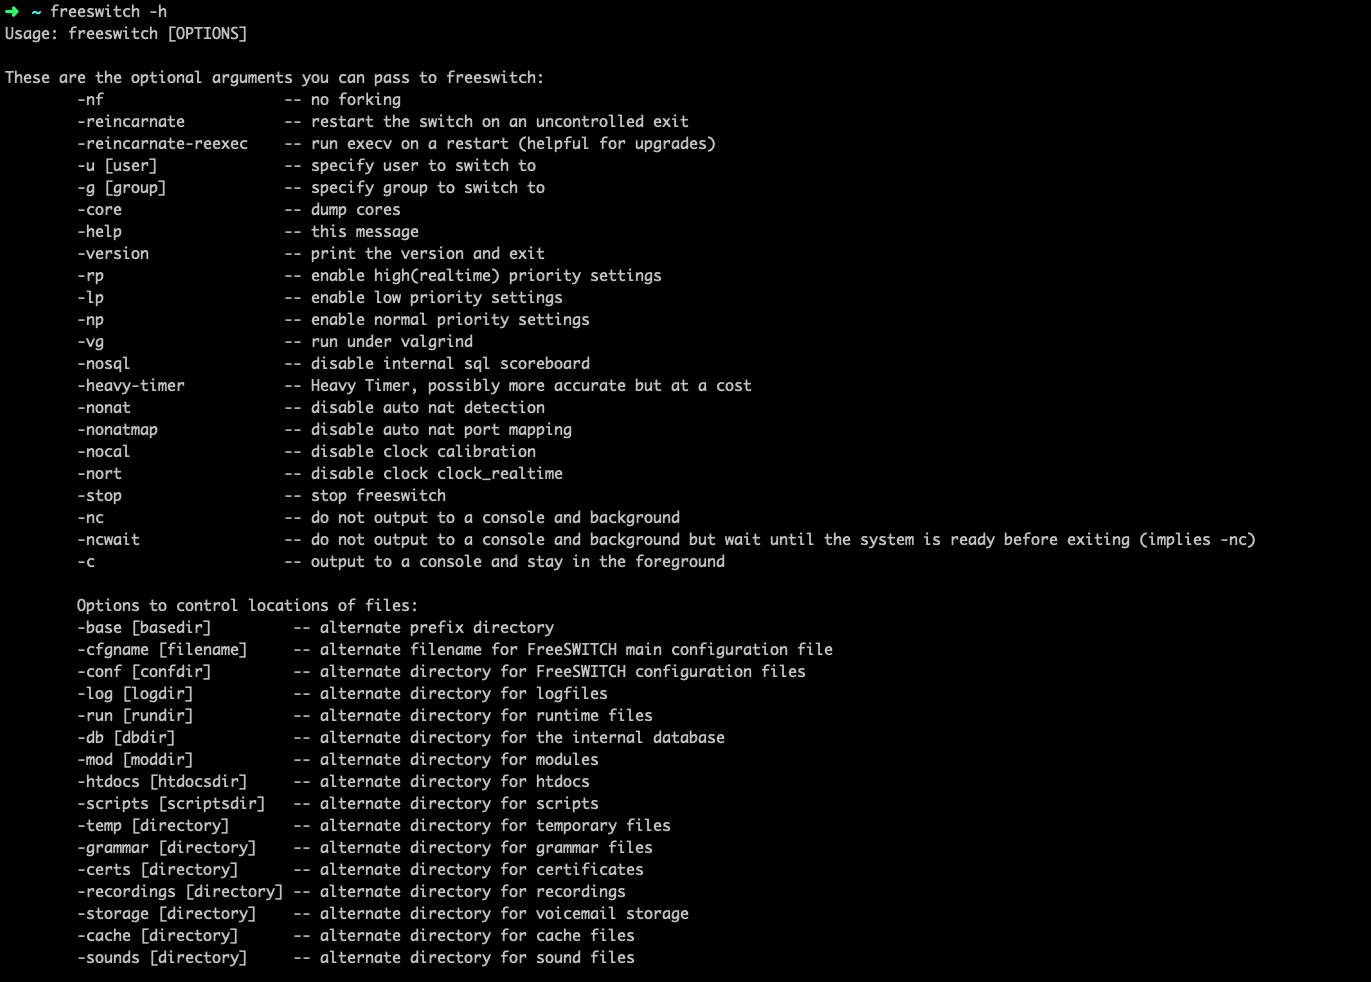 ➜ ~ freeswitch -h
Usage: freeswitch [OPTIONS]
These are the optional arguments you can pass to freeswitch:
-nf -- no forking
-reincarnate -- restart the switch on an uncontrolled exit
-reincarnate-reexec -- run execv on a restart (helpful for upgrades)
-u [user] -- specify user to switch to
-g [group] -- specify group to switch to
-core -- dump cores
-help -- this message
-version -- print the version and exit
-rp -- enable high(realtime) priority settings
-lp -- enable low priority settings
-np -- enable normal priority settings
-vg -- run under valgrind
-nosql -- disable internal sql scoreboard
-heavy-timer -- Heavy Timer, possibly more accurate but at a cost
-nonat -- disable auto nat detection
-nonatmap -- disable auto nat port mapping
-nocal -- disable clock calibration
-nort -- disable clock clock_realtime
-stop -- stop freeswitch
-nc -- do not output to a console and background
-ncwait -- do not output to a console and background but wait until the system is ready before exiting (implies -nc)
-c -- output to a console and stay in the foreground
Options to control locations of files:
-base [basedir] -- alternate prefix directory
-cfgname [filename] -- alternate filename for FreeSWITCH main configuration file
-conf [confdir] -- alternate directory for FreeSWITCH configuration files
-log [logdir] -- alternate directory for logfiles
-run [rundir] -- alternate directory for runtime files
-db [dbdir] -- alternate directory for the internal database
-mod [moddir] -- alternate directory for modules
-htdocs [htdocsdir] -- alternate directory for htdocs
-scripts [scriptsdir] -- alternate directory for scripts
-temp [directory] -- alternate directory for temporary files
-grammar [directory] -- alternate directory for grammar files
-certs [directory] -- alternate directory for certificates
-recordings [directory] -- alternate directory for recordings
-storage [directory] -- alternate directory for voicemail storage
-cache [directory] -- alternate directory for cache files
-sounds [directory] -- alternate directory for sound files